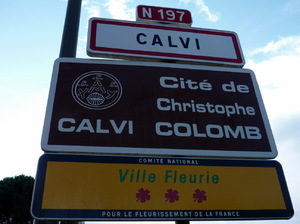 N 197
CALVI
Cité de
Christophe
CALVI COLOMB
COMITÉ NATIONAL
Ville Fleurie
POUR LE FLEURISSEMENT DE LA FRANCE